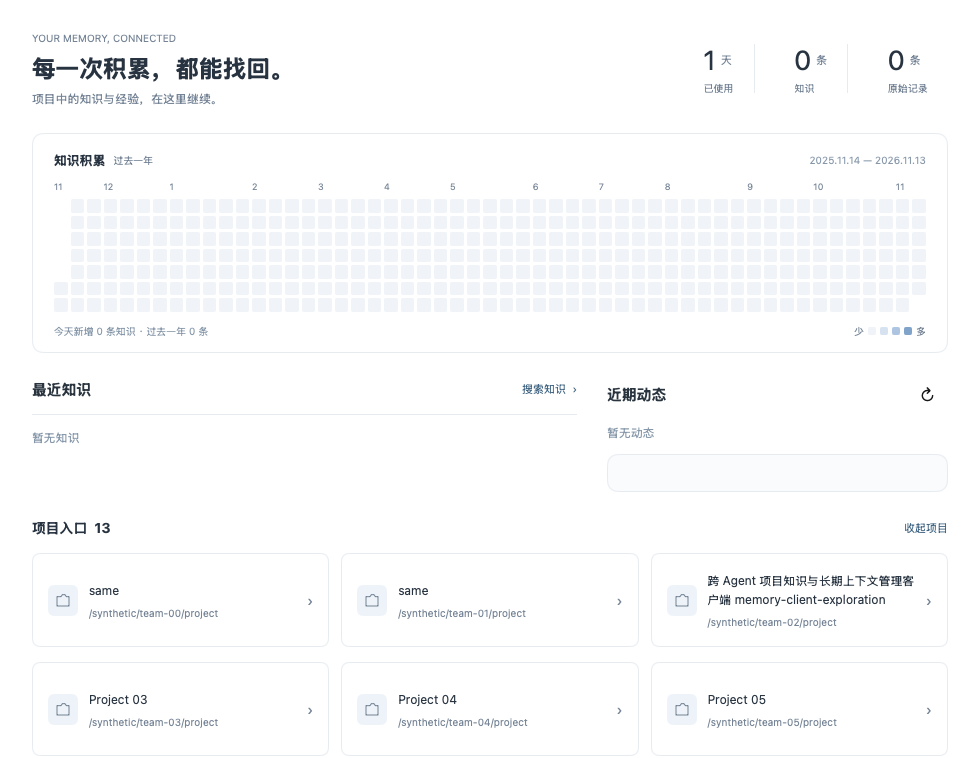 YOUR MEMORY, CONNECTED
每一次积累，都能找回。
项目中的知识与经验，在这里继续。
1 天
已使用
0 条
知识
0 条
原始记录
知识积累 过去一年
2025.11.14 — 2026.11.13
11 12 1 2 3 4 5 6 7 8 9 10 11
今天新增 0 条知识 · 过去一年 0 条
少 多
最近知识
搜索知识 ›
暂无知识
近期动态
暂无动态
项目入口 13
收起项目
same
/synthetic/team-00/project
same
/synthetic/team-01/project
跨 Agent 项目知识与长期上下文管理客
户端 memory-client-exploration
/synthetic/team-02/project
Project 03
/synthetic/team-03/project
Project 04
/synthetic/team-04/project
Project 05
/synthetic/team-05/project